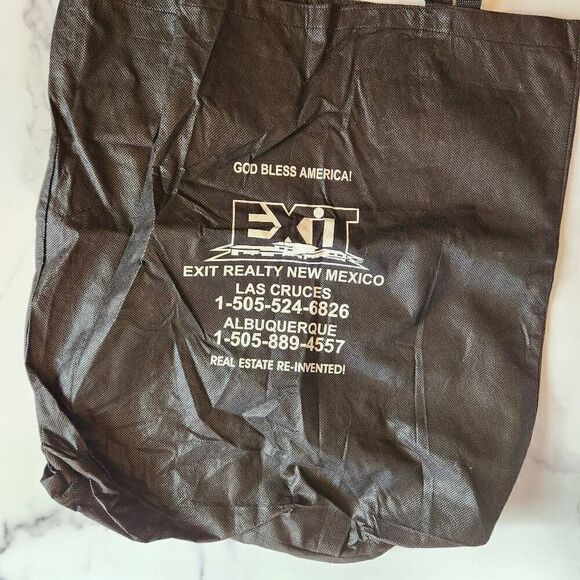 GOD BLESS AMERICA!
EXiT
EXIT REALTY NEW MEXICO
LAS CRUCES
1-505-524-6826
ALBUQUERQUE
1-505-889-4557
REAL ESTATE RE-INVENTED!